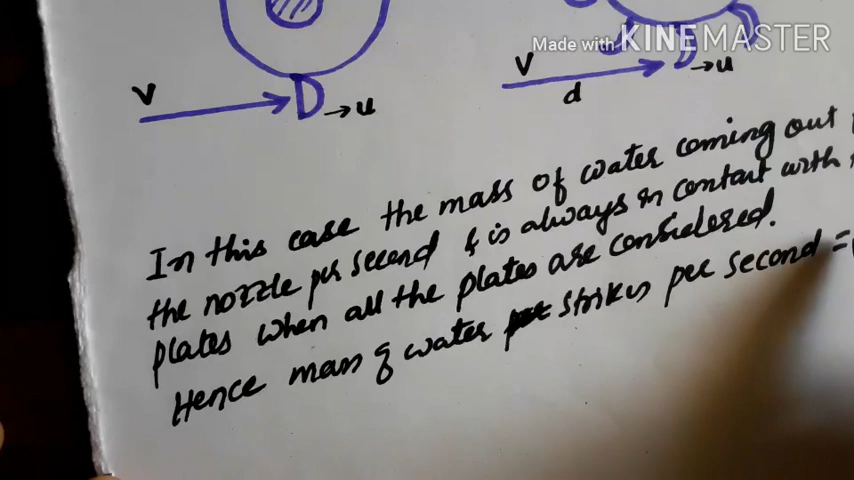 Made with KINEMASTER
V
D
→u
V
d
→u
In this case the mass of water coming out
the nozzle per second & is always in contact with
plates when all the plates are considered.
Hence mass of water strikes per second =